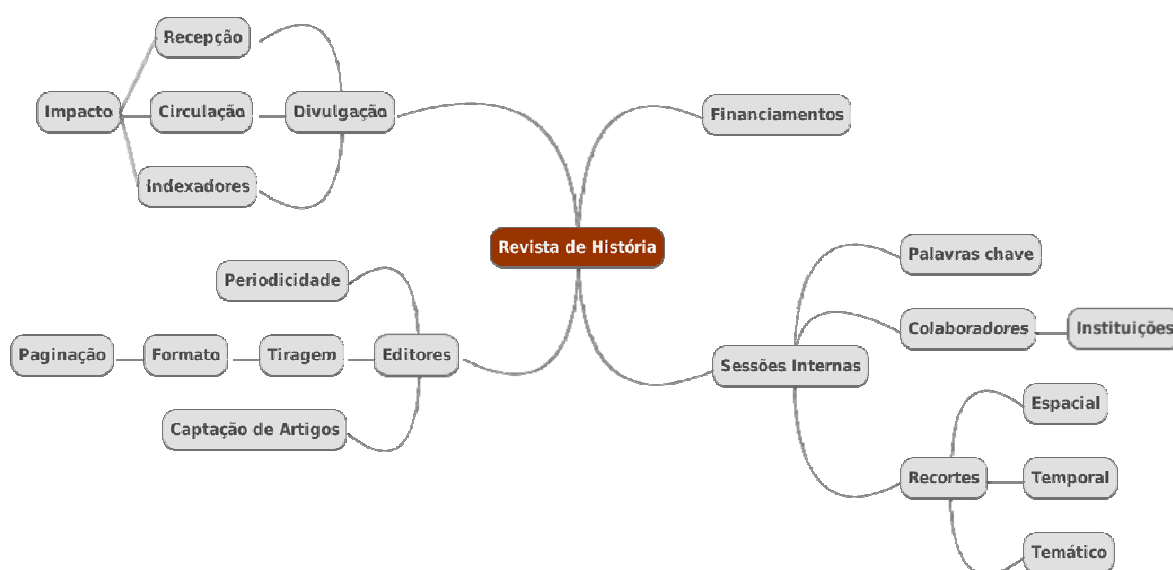 Recepção
Impacto
Circulação
Divulgação
Indexadores
Financiamentos
Revista de História
Periodicidade
Paginação
Formato
Tiragem
Editores
Captação de Artigos
Sessões Internas
Palavras chave
Colaboradores
Instituições
Recortes
Espacial
Temporal
Temático